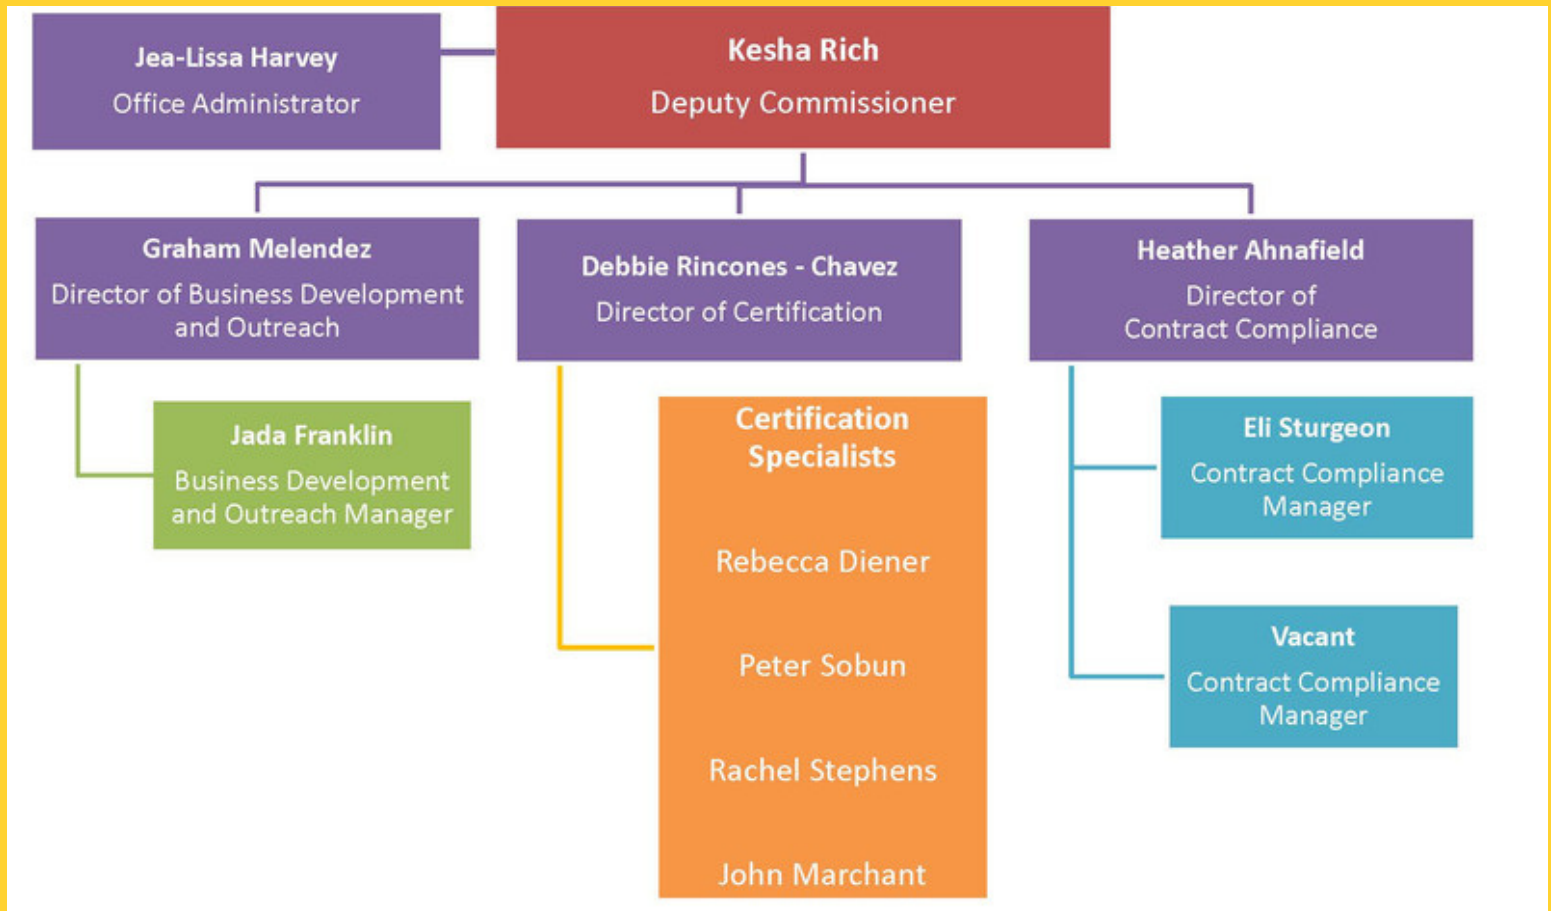 Jea-Lissa Harvey
Office Administrator
Kesha Rich
Deputy Commissioner
Graham Melendez
Director of Business Development
and Outreach
Debbie Rincones - Chavez
Director of Certification
Heather Ahnafield
Director of
Contract Compliance
Jada Franklin
Business Development
and Outreach Manager
Certification
Specialists
Rebecca Diener
Peter Sobun
Rachel Stephens
John Marchant
Eli Sturgeon
Contract Compliance
Manager
Vacant
Contract Compliance
Manager